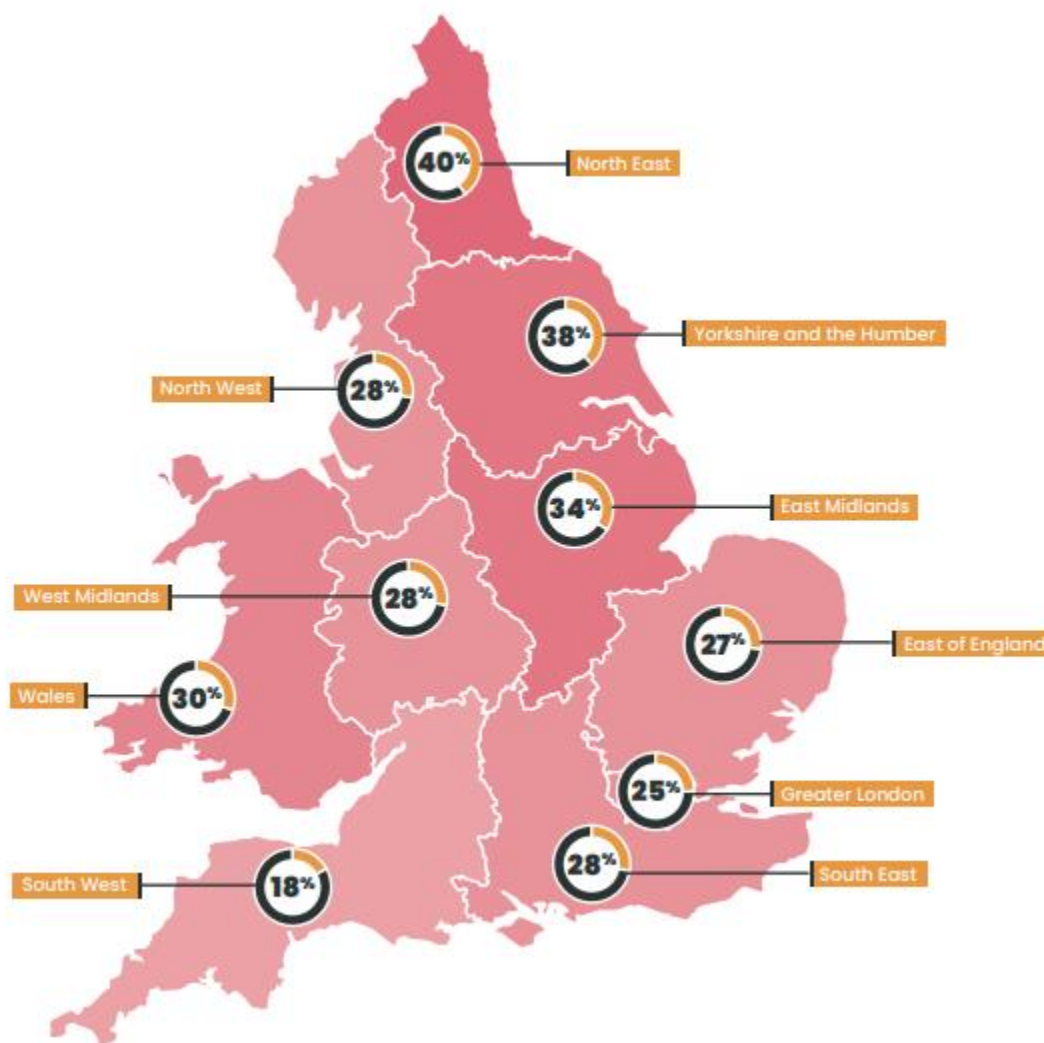 40%
North East
38%
Yorkshire and the Humber
North West
28%
34%
East Midlands
West Midlands
28%
27%
East of England
Wales
30%
25%
Greater London
South West
18%
28%
South East